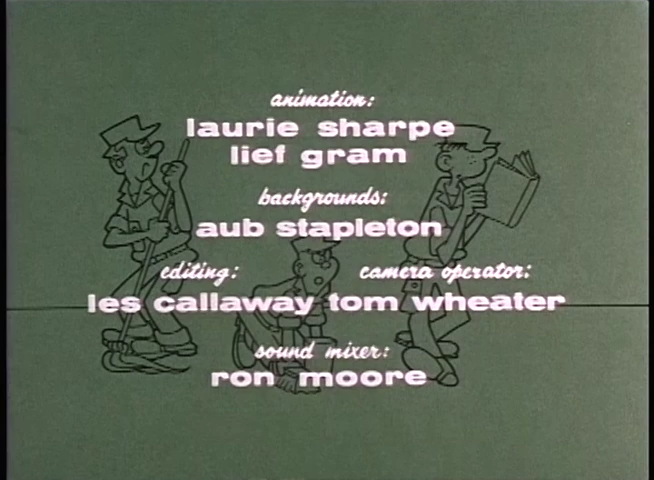 animation:
laurie sharpe
lief gram
backgrounds:
aub stapleton
editing: camera operator:
les callaway tom wheater
sound mixer:
ron moore